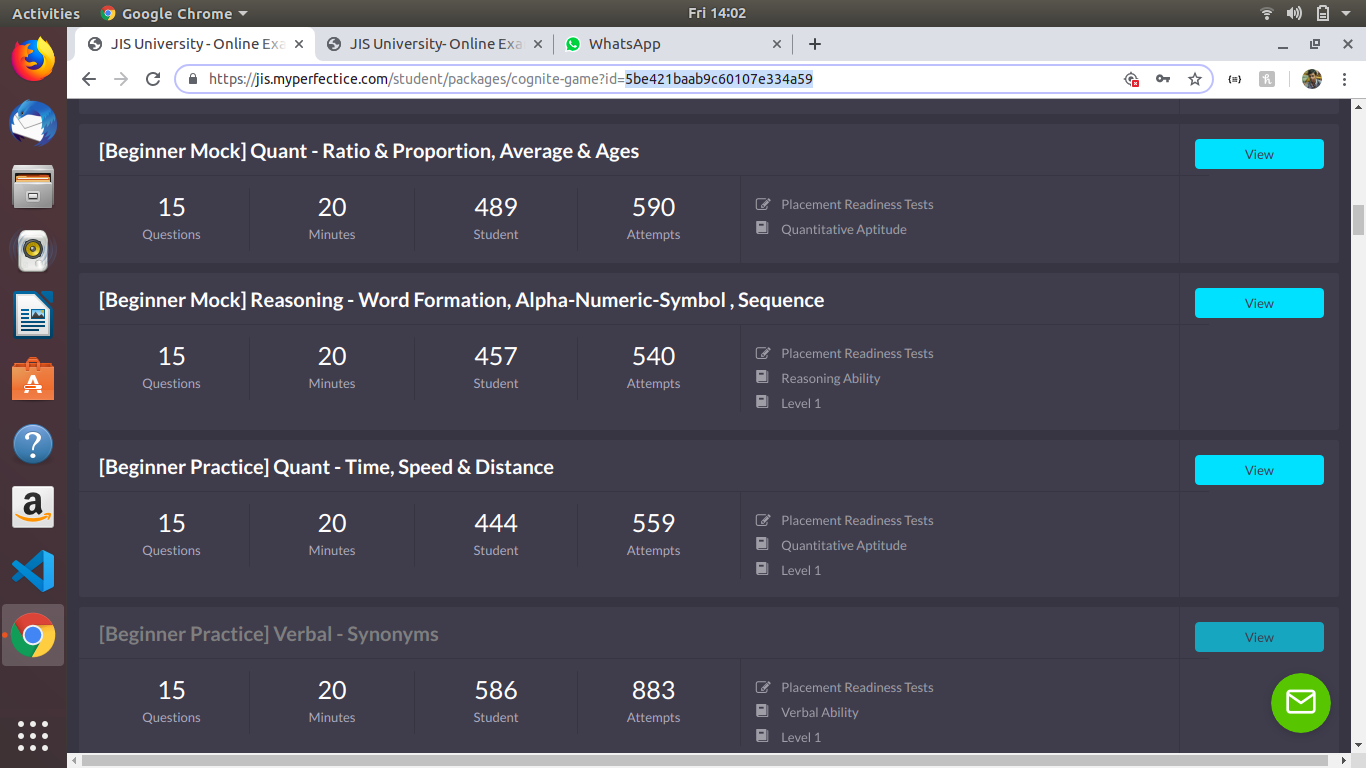 Activities
Google Chrome
Fri 14:02
JIS University - Online Exa
JIS University- Online Exa
WhatsApp
https://jis.myperfectice.com/student/packages/cognite-game?id=5be421baab9c60107e334a59
[Beginner Mock] Quant - Ratio & Proportion, Average & Ages
View
15
20
489
590
Questions
Minutes
Student
Attempts
Placement Readiness Tests
Quantitative Aptitude
[Beginner Mock] Reasoning - Word Formation, Alpha-Numeric-Symbol , Sequence
View
15
20
457
540
Questions
Minutes
Student
Attempts
Placement Readiness Tests
Reasoning Ability
Level 1
[Beginner Practice] Quant - Time, Speed & Distance
View
15
20
444
559
Questions
Minutes
Student
Attempts
Placement Readiness Tests
Quantitative Aptitude
Level 1
[Beginner Practice] Verbal - Synonyms
View
15
20
586
883
Questions
Minutes
Student
Attempts
Placement Readiness Tests
Verbal Ability
Level 1